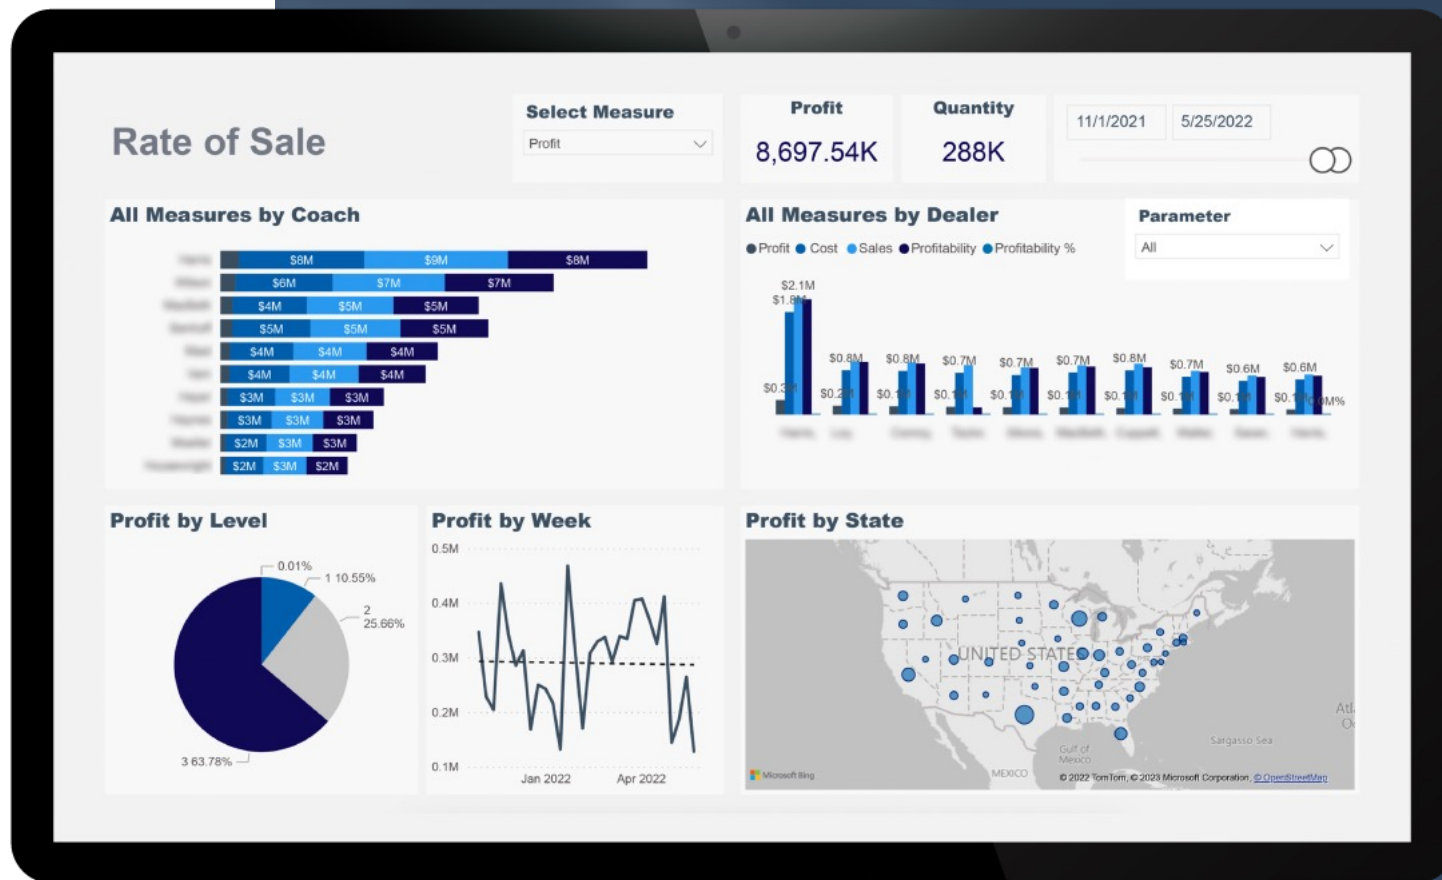 Rate of Sale
Select Measure
Profit
Profit
8,697.54K
Quantity
288K
11/1/2021 5/25/2022
All Measures by Coach
$8M $9M $8M
$6M $7M $7M
$4M $5M $5M
$5M $5M $5M
$4M $4M $4M
$4M $4M $4M
$3M $3M $3M
$3M $3M $3M
$2M $3M $3M
$2M $3M $2M
All Measures by Dealer
Parameter
All
Profit Cost Sales Profitability Profitability %
$2.1M
$0.8M $0.8M $0.7M $0.7M $0.7M $0.8M $0.7M $0.6M $0.6M
Profit by Level
0.01%
1 10.55%
2
25.66%
3 63.78%
Profit by Week
0.5M
0.4M
0.3M
0.2M
0.1M
Jan 2022 Apr 2022
Profit by State
UNITED STATES
Gulf of
Mexico
MEXICO
Sargasso Sea
Microsoft Bing
© 2022 TomTom, © 2023 Microsoft Corporation, © OpenStreetMap